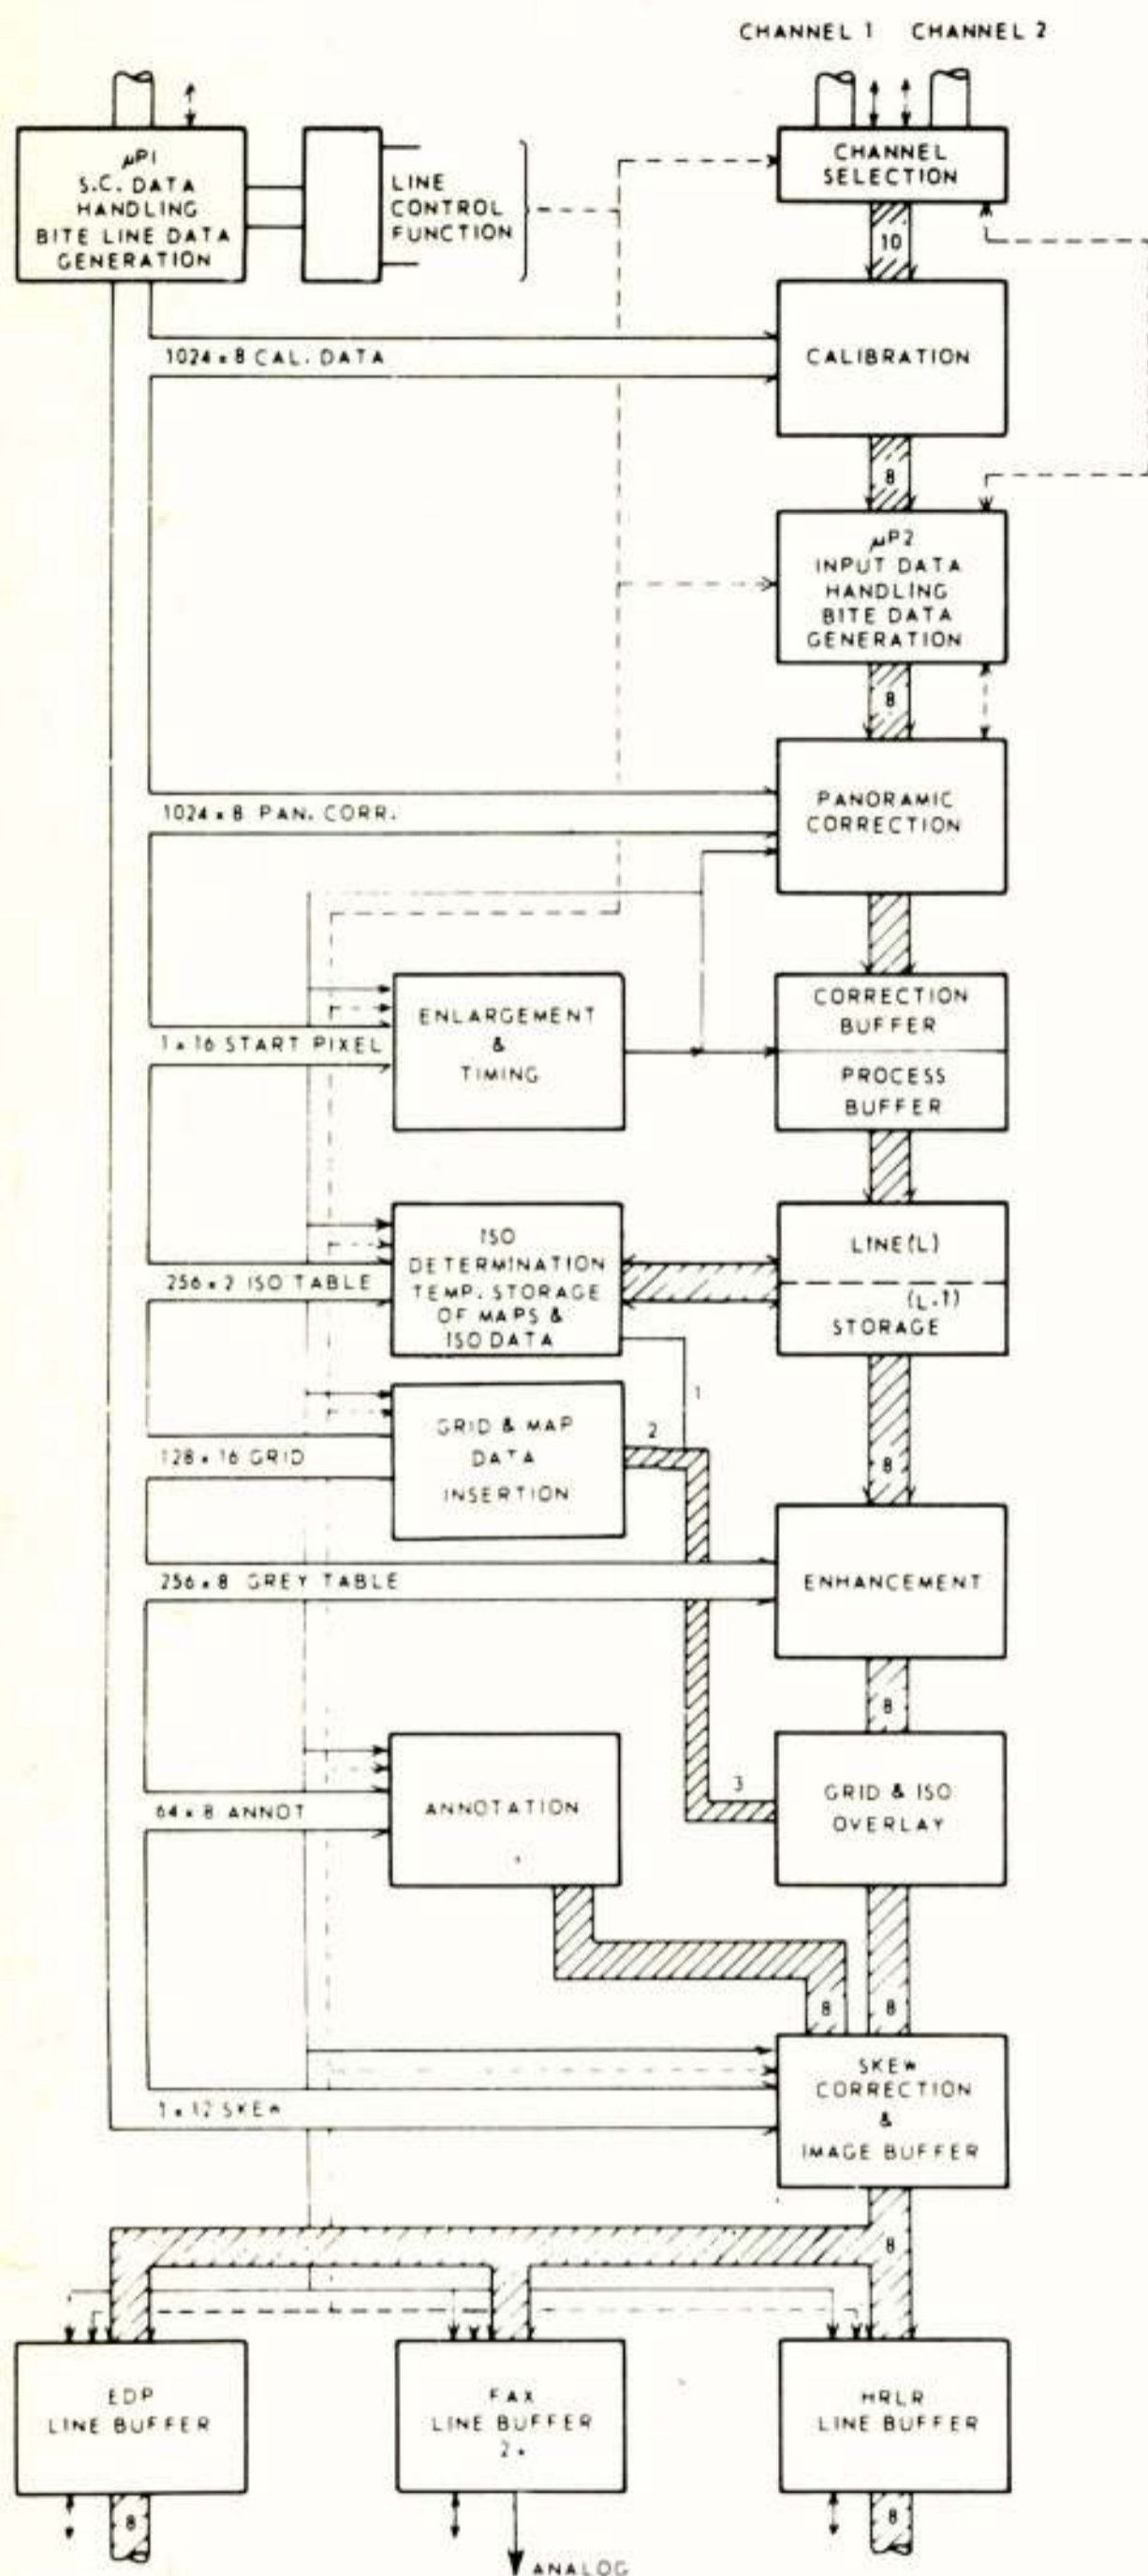 CHANNEL 1 CHANNEL 2
µP1
S.C. DATA
HANDLING
BITE LINE DATA
GENERATION
LINE
CONTROL
FUNCTION
CHANNEL
SELECTION
10
1024 x 8 CAL. DATA
CALIBRATION
8
µP2
INPUT DATA
HANDLING
BITE DATA
GENERATION
8
1024 x 8 PAN. CORR.
PANORAMIC
CORRECTION
ENLARGEMENT
&
TIMING
1 x 16 START PIXEL
CORRECTION
BUFFER
PROCESS
BUFFER
ISO
DETERMINATION
TEMP. STORAGE
OF MAPS &
ISO DATA
256 x 2 ISO TABLE
LINE (L)
(L-1)
STORAGE
1
GRID & MAP
DATA
INSERTION
2
128 x 16 GRID
8
256 x 8 GREY TABLE
ENHANCEMENT
8
64 x 8 ANNOT
ANNOTATION
3
GRID & ISO
OVERLAY
8
8
1 x 12 SKEW
SKEW
CORRECTION
&
IMAGE BUFFER
8
EDP
LINE BUFFER
FAX
LINE BUFFER
2x
HRLR
LINE BUFFER
8
ANALOG
8